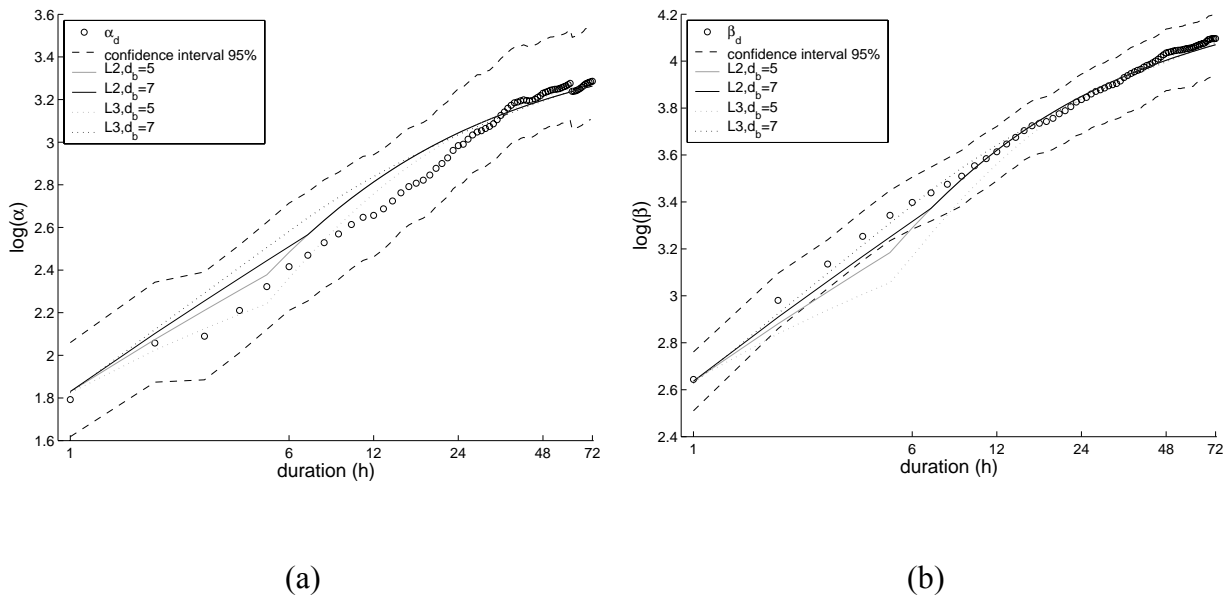 3.6
3.4
3.2
3
2.8
2.6
2.4
2.2
2
1.8
1.6
log(α)
α_d
confidence interval 95%
L2,d_b=5
L2,d_b=7
L3,d_b=5
L3,d_b=7
1 6 12 24 48 72
duration (h)
(a)
4.2
4
3.8
3.6
3.4
3.2
3
2.8
2.6
2.4
log(β)
β_d
confidence interval 95%
L2,d_b=5
L2,d_b=7
L3,d_b=5
L3,d_b=7
1 6 12 24 48 72
duration (h)
(b)